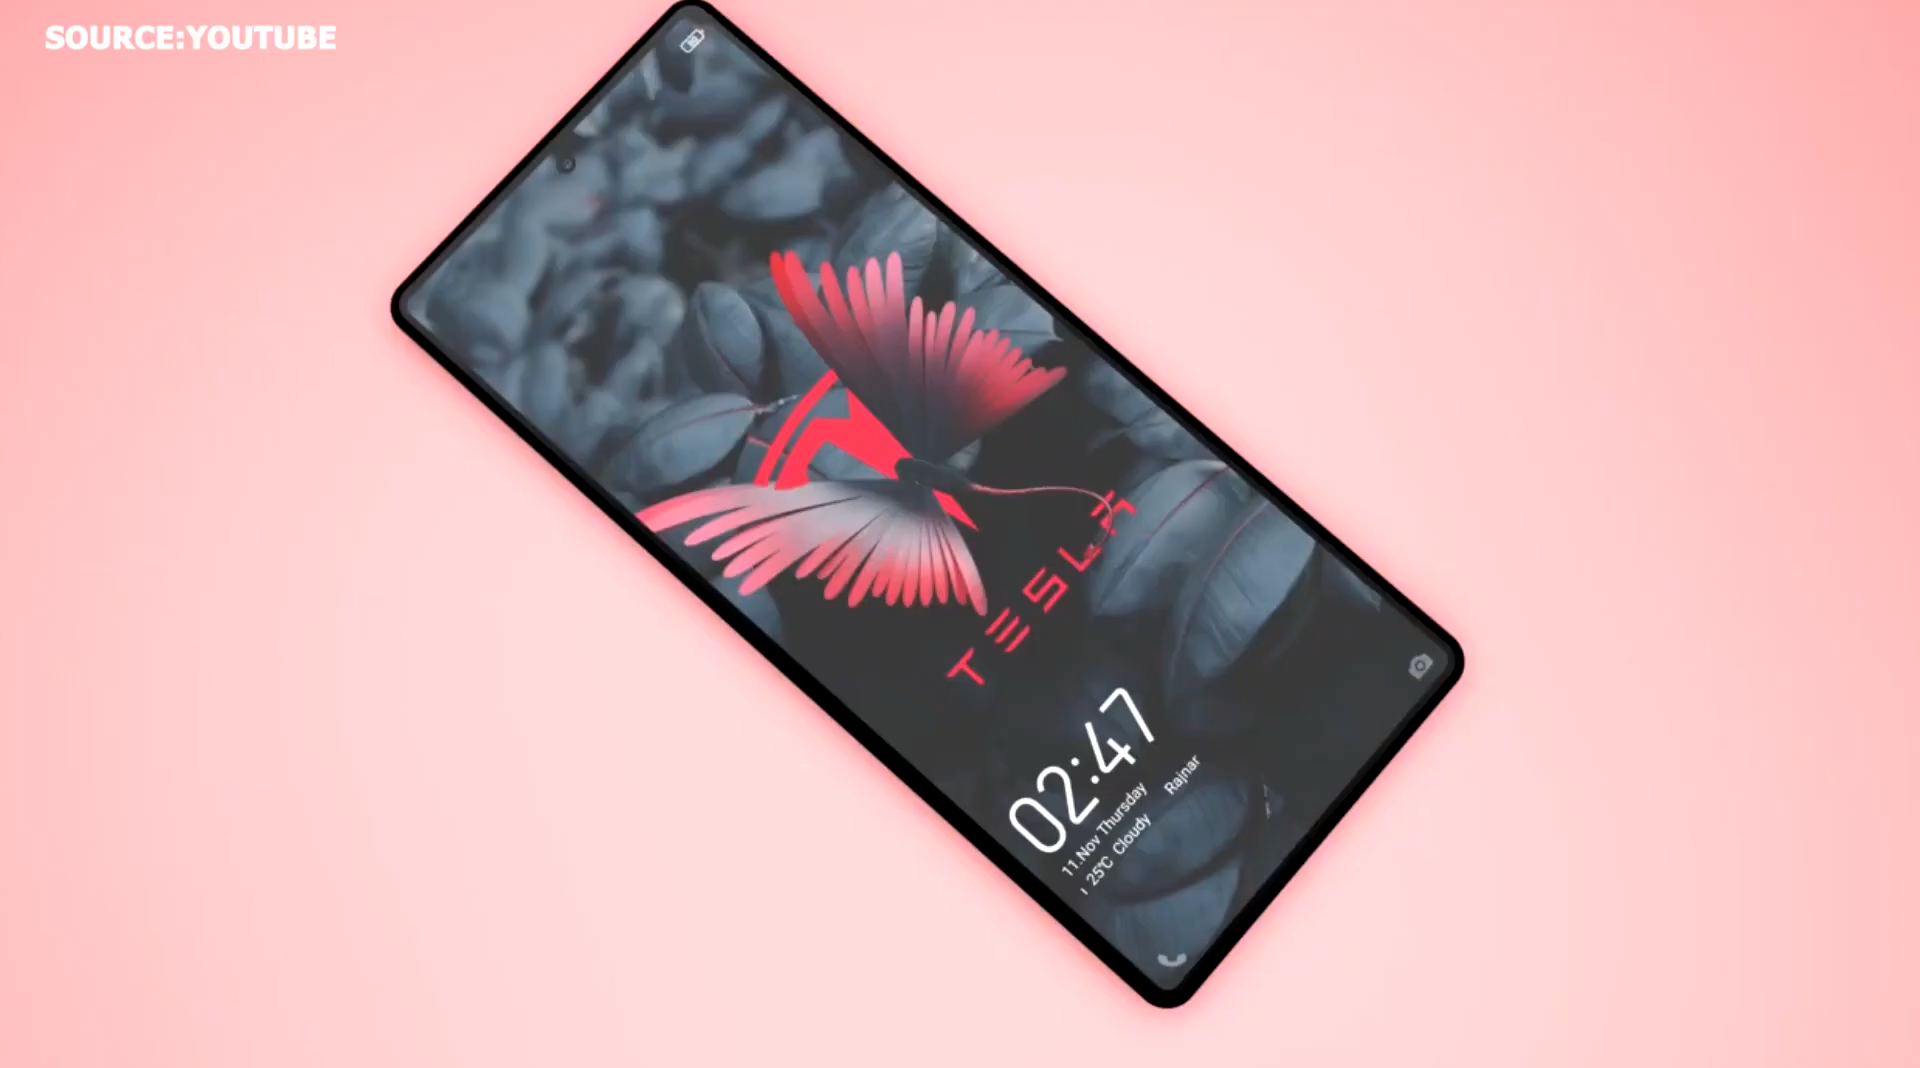 SOURCE:YOUTUBE
TESLA
02:47
11.Nov Thursday Rajnar
25℃ Cloudy